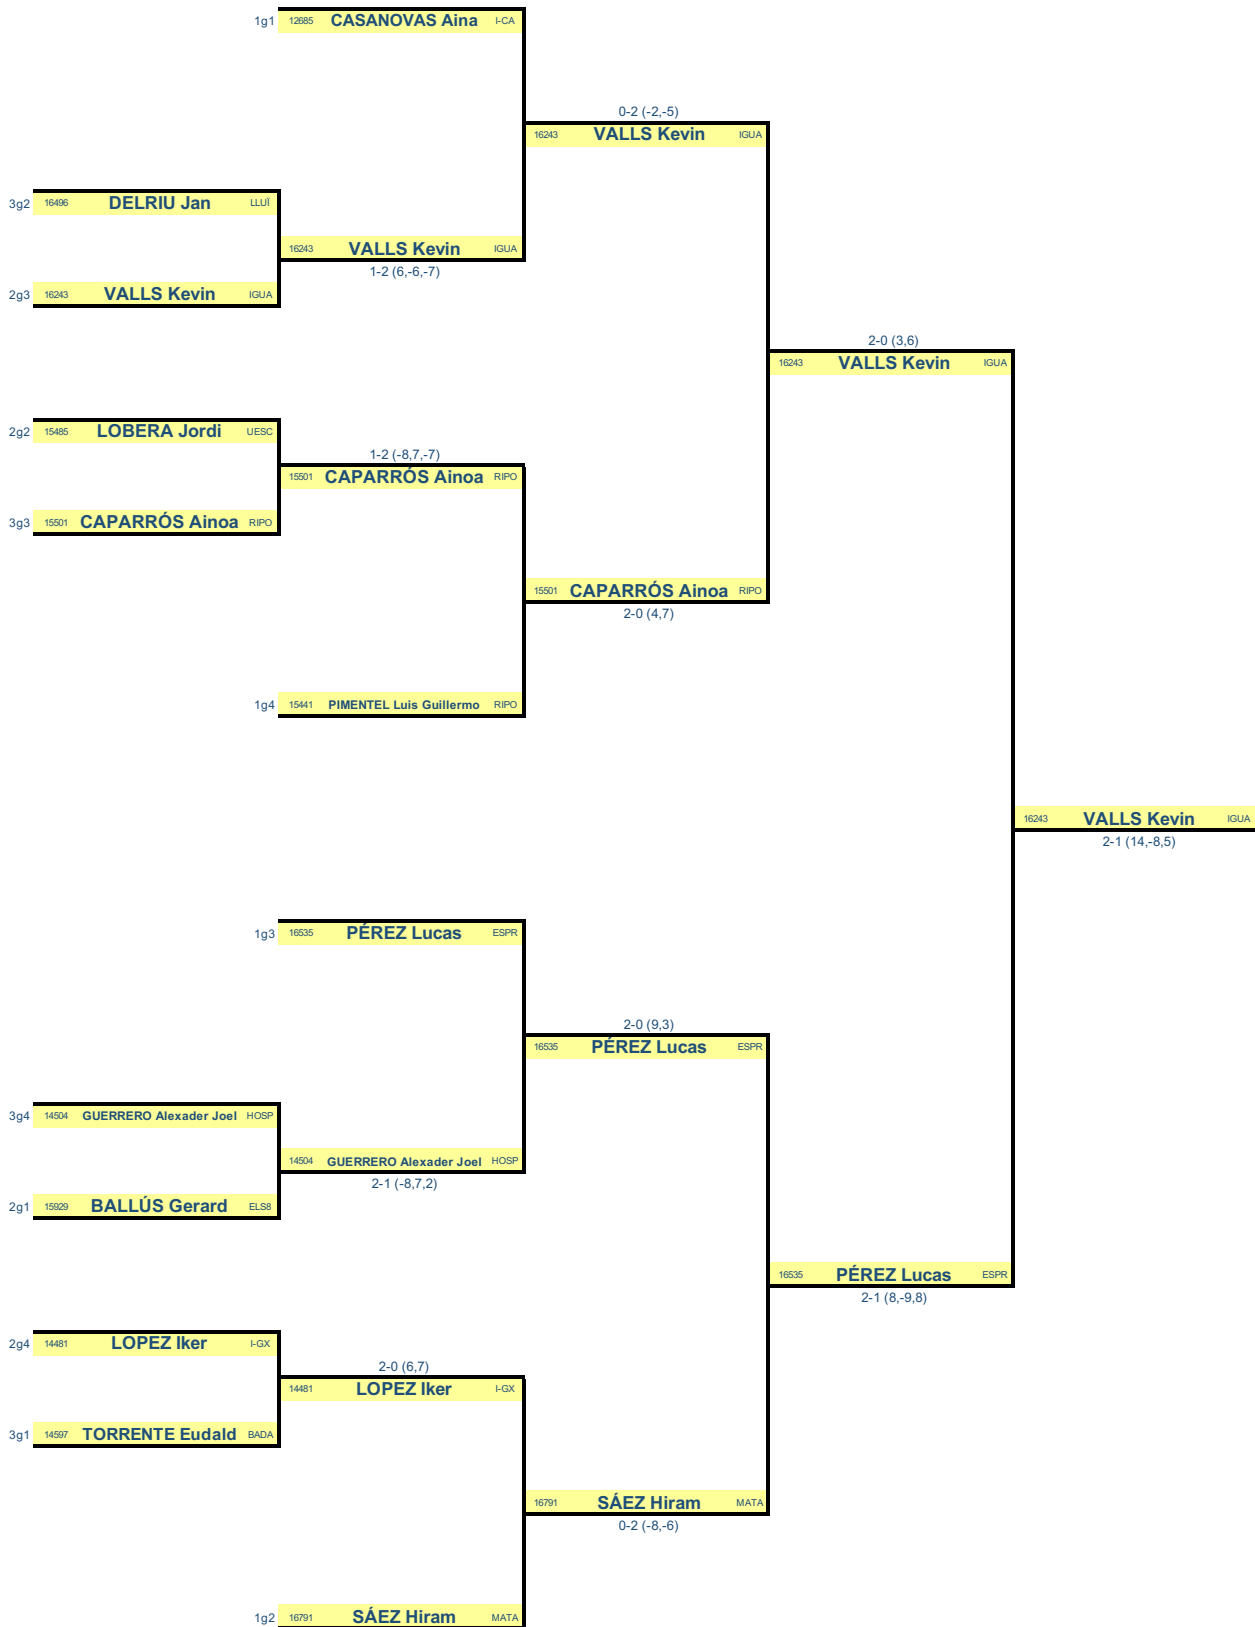 1g1 12685 CASANOVAS Aina I-CA
0-2 (-2,-5)
16243 VALLS Kevin IGUA
3g2 16496 DELRIU Jan LLUÏ
16243 VALLS Kevin IGUA
1-2 (6,-6,-7)
2g3 16243 VALLS Kevin IGUA
2-0 (3,6)
16243 VALLS Kevin IGUA
2g2 15485 LOBERA Jordi UESC
1-2 (-8,7,-7)
15501 CAPARRÓS Ainoa RIPO
3g3 15501 CAPARRÓS Ainoa RIPO
15501 CAPARRÓS Ainoa RIPO
2-0 (4,7)
1g4 15441 PIMENTEL Luis Guillermo RIPO
16243 VALLS Kevin IGUA
2-1 (14,-8,5)
1g3 16535 PÉREZ Lucas ESPR
2-0 (9,3)
16535 PÉREZ Lucas ESPR
3g4 14504 GUERRERO Alexader Joel HOSP
14504 GUERRERO Alexader Joel HOSP
2-1 (-8,7,2)
2g1 15929 BALLÚS Gerard ELS8
16535 PÉREZ Lucas ESPR
2-1 (8,-9,8)
2g4 14481 LOPEZ Iker I-GX
2-0 (6,7)
14481 LOPEZ Iker I-GX
3g1 14597 TORRENTE Eudald BADA
16791 SÁEZ Hiram MATA
0-2 (-8,-6)
1g2 16791 SÁEZ Hiram MATA